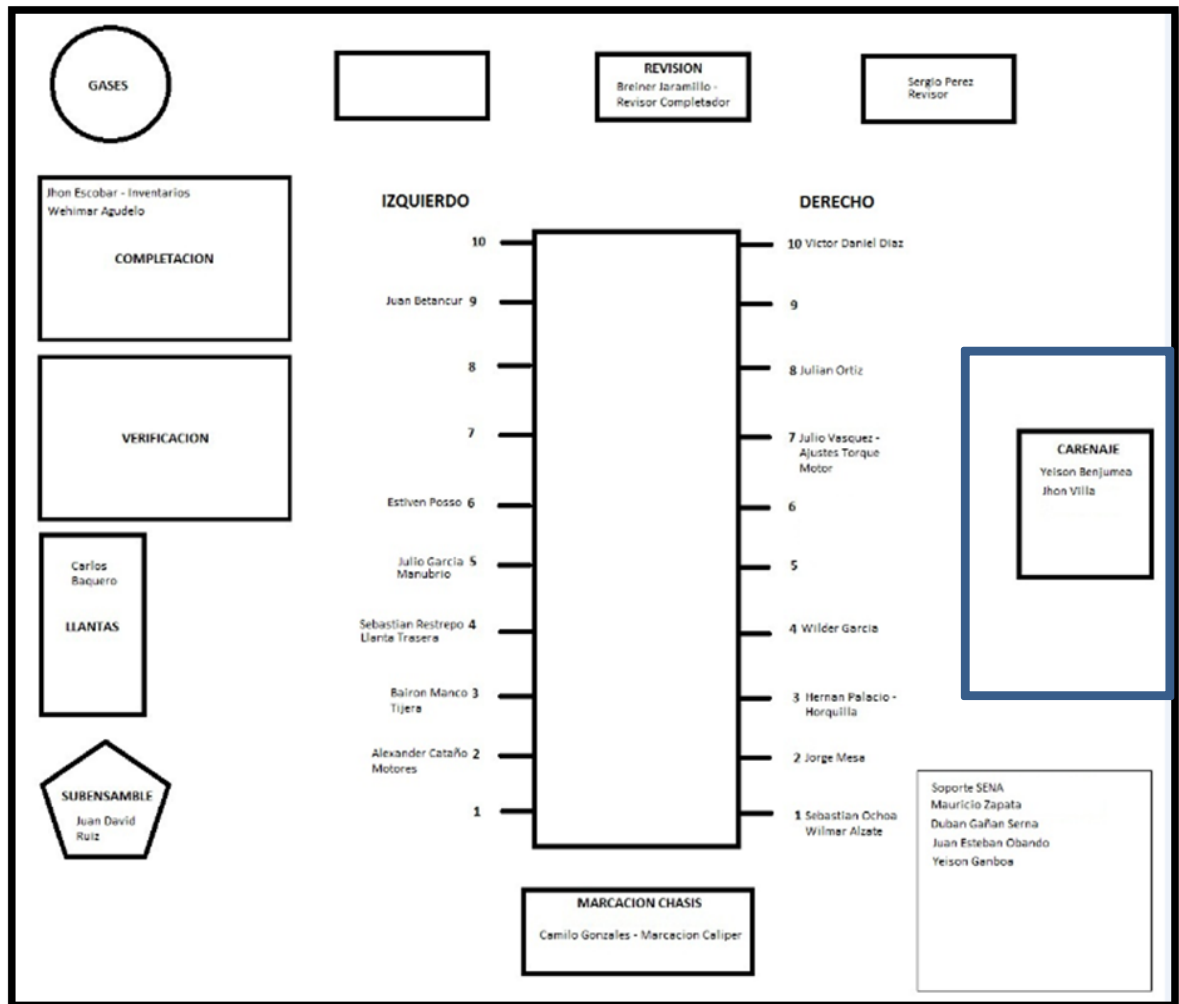 GASES
REVISION
Breiner Jaramillo -
Revisor Completador
Sergio Perez
Revisor
Jhon Escobar - Inventarios
Wehimar Agudelo
COMPLETACION
VERIFICACION
Carlos
Baquero
LLANTAS
SUBENSAMBLE
Juan David
Ruiz
IZQUIERDO
10
Juan Betancur 9
8
7
Estiven Posso 6
Julio Garcia 5
Manubrio
Sebastian Restrepo 4
Llanta Trasera
Bairon Manco 3
Tijera
Alexander Cataño 2
Motores
1
DERECHO
10 Victor Daniel Diaz
9
8 Julian Ortiz
7 Julio Vasquez -
Ajustes Torque
Motor
6
5
4 Wilder Garcia
3 Hernan Palacio -
Horquilla
2 Jorge Mesa
1 Sebastian Ochoa
Wilmar Alzate
CARENAJE
Yeison Benjumea
Jhon Villa
Soporte SENA
Mauricio Zapata
Duban Gañan Serna
Juan Esteban Obando
Yeison Ganboa
MARCACION CHASIS
Camilo Gonzales - Marcacion Caliper